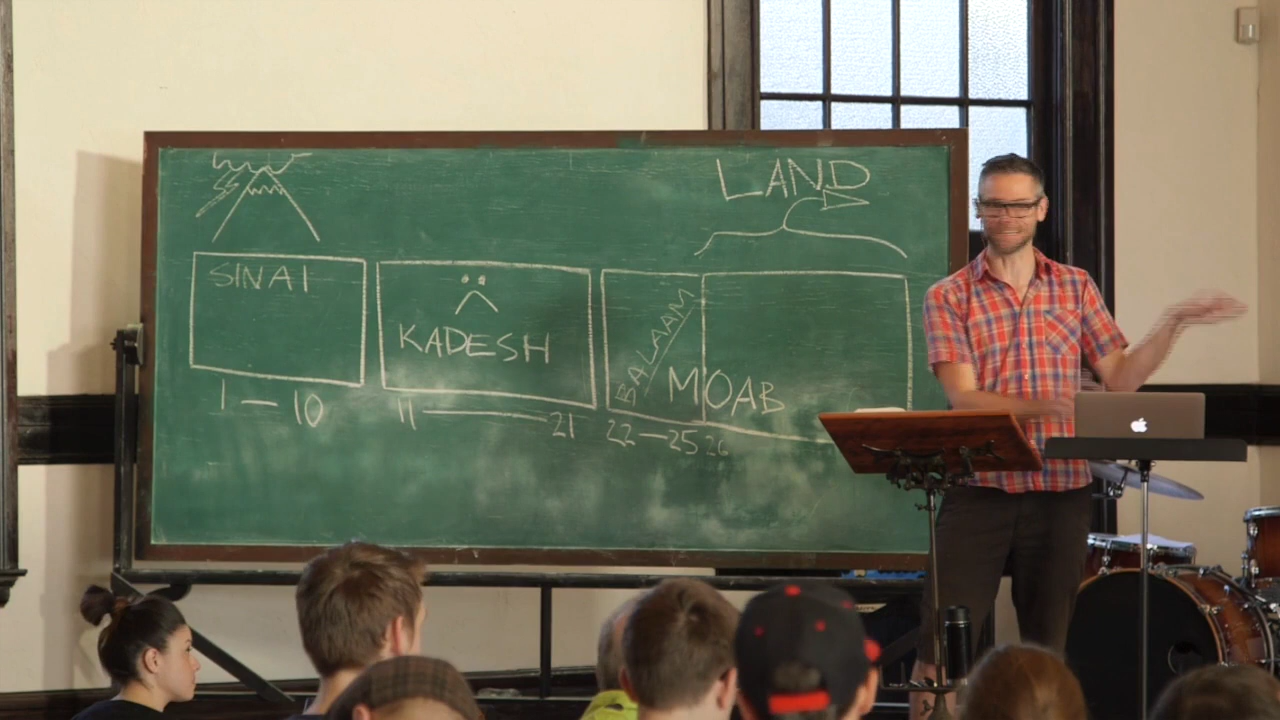 LAND
SINAI
KADESH
BALAAM
MOAB
1 — 10
11 — 21
22 — 25 26